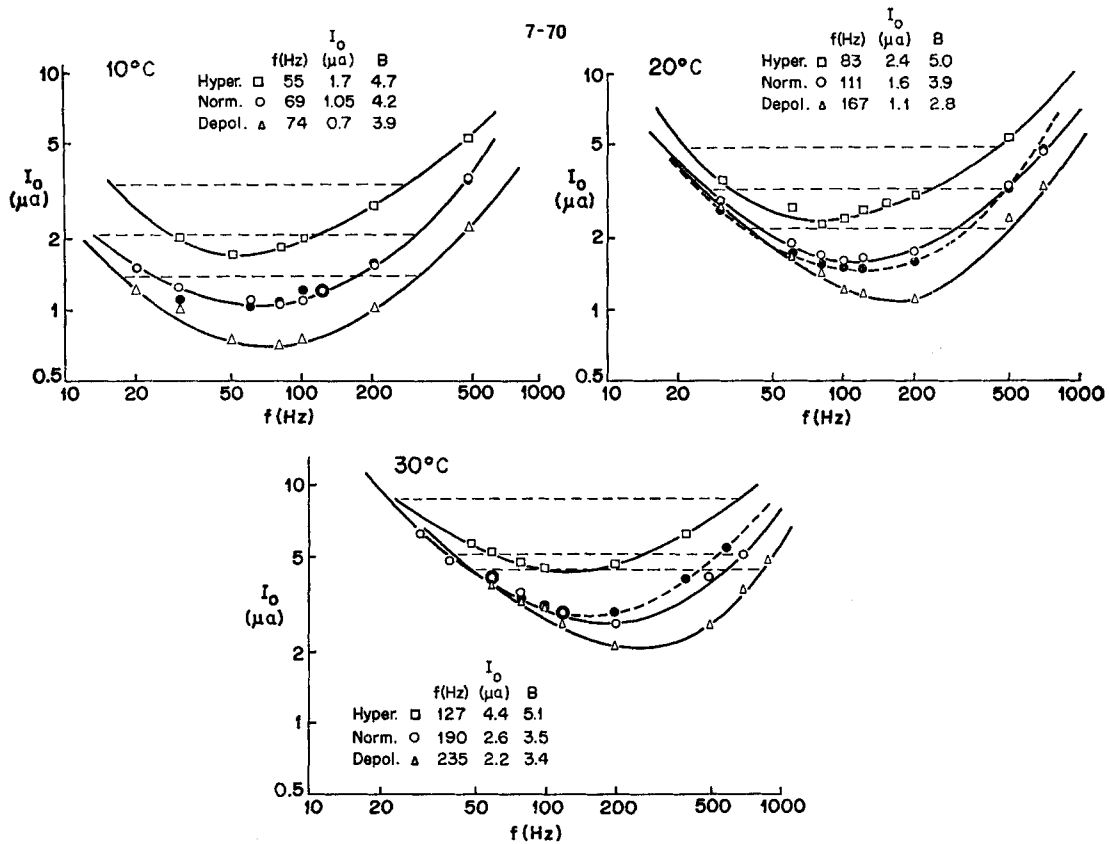 7-70
10°C
I₀
f(Hz) (μa) B
Hyper. □ 55 1.7 4.7
Norm. ○ 69 1.05 4.2
Depol. △ 74 0.7 3.9
10
5
2
1
0.5
I₀
(μa)
10 20 50 100 200 500 1000
f(Hz)
20°C
I₀
f(Hz) (μa) B
Hyper. □ 83 2.4 5.0
Norm. ○ 111 1.6 3.9
Depol. △ 167 1.1 2.8
10
5
2
1
0.5
I₀
(μa)
10 20 50 100 200 500 1000
f(Hz)
30°C
10
5
2
1
0.5
I₀
(μa)
I₀
f(Hz) (μa) B
Hyper. □ 127 4.4 5.1
Norm. ○ 190 2.6 3.5
Depol. △ 235 2.2 3.4
10 20 50 100 200 500 1000
f(Hz)